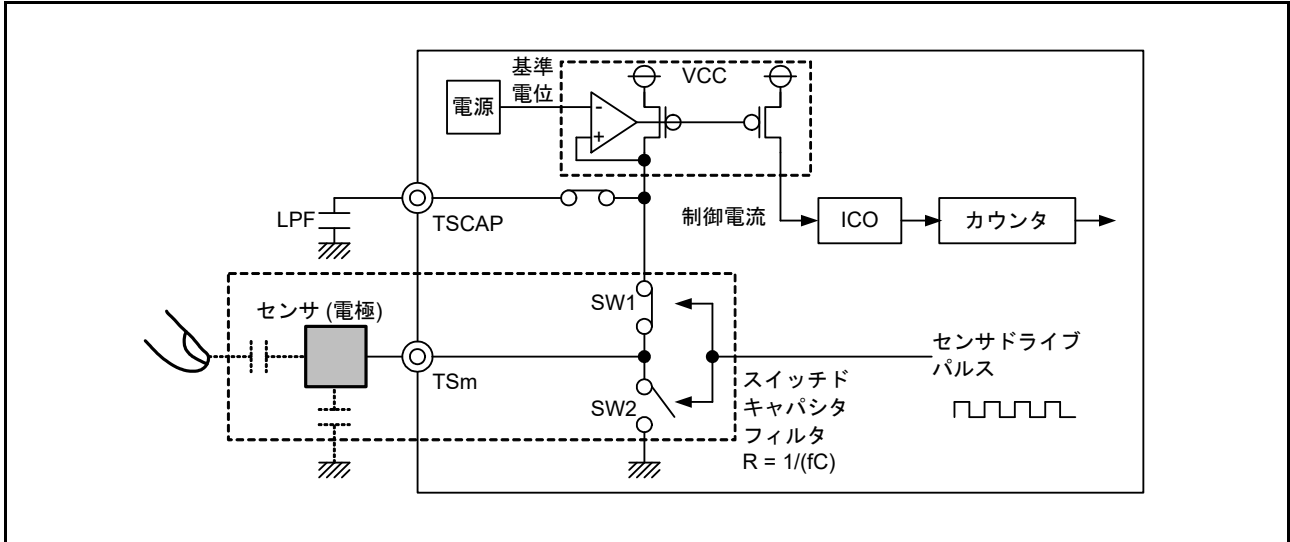 基準
電位
VCC
電源
-
+
LPF
TSCAP
制御電流
ICO
カウンタ
センサ (電極)
SW1
センサドライブ
パルス
TSm
SW2
スイッチド
キャパシタ
フィルタ
R = 1/(fC)